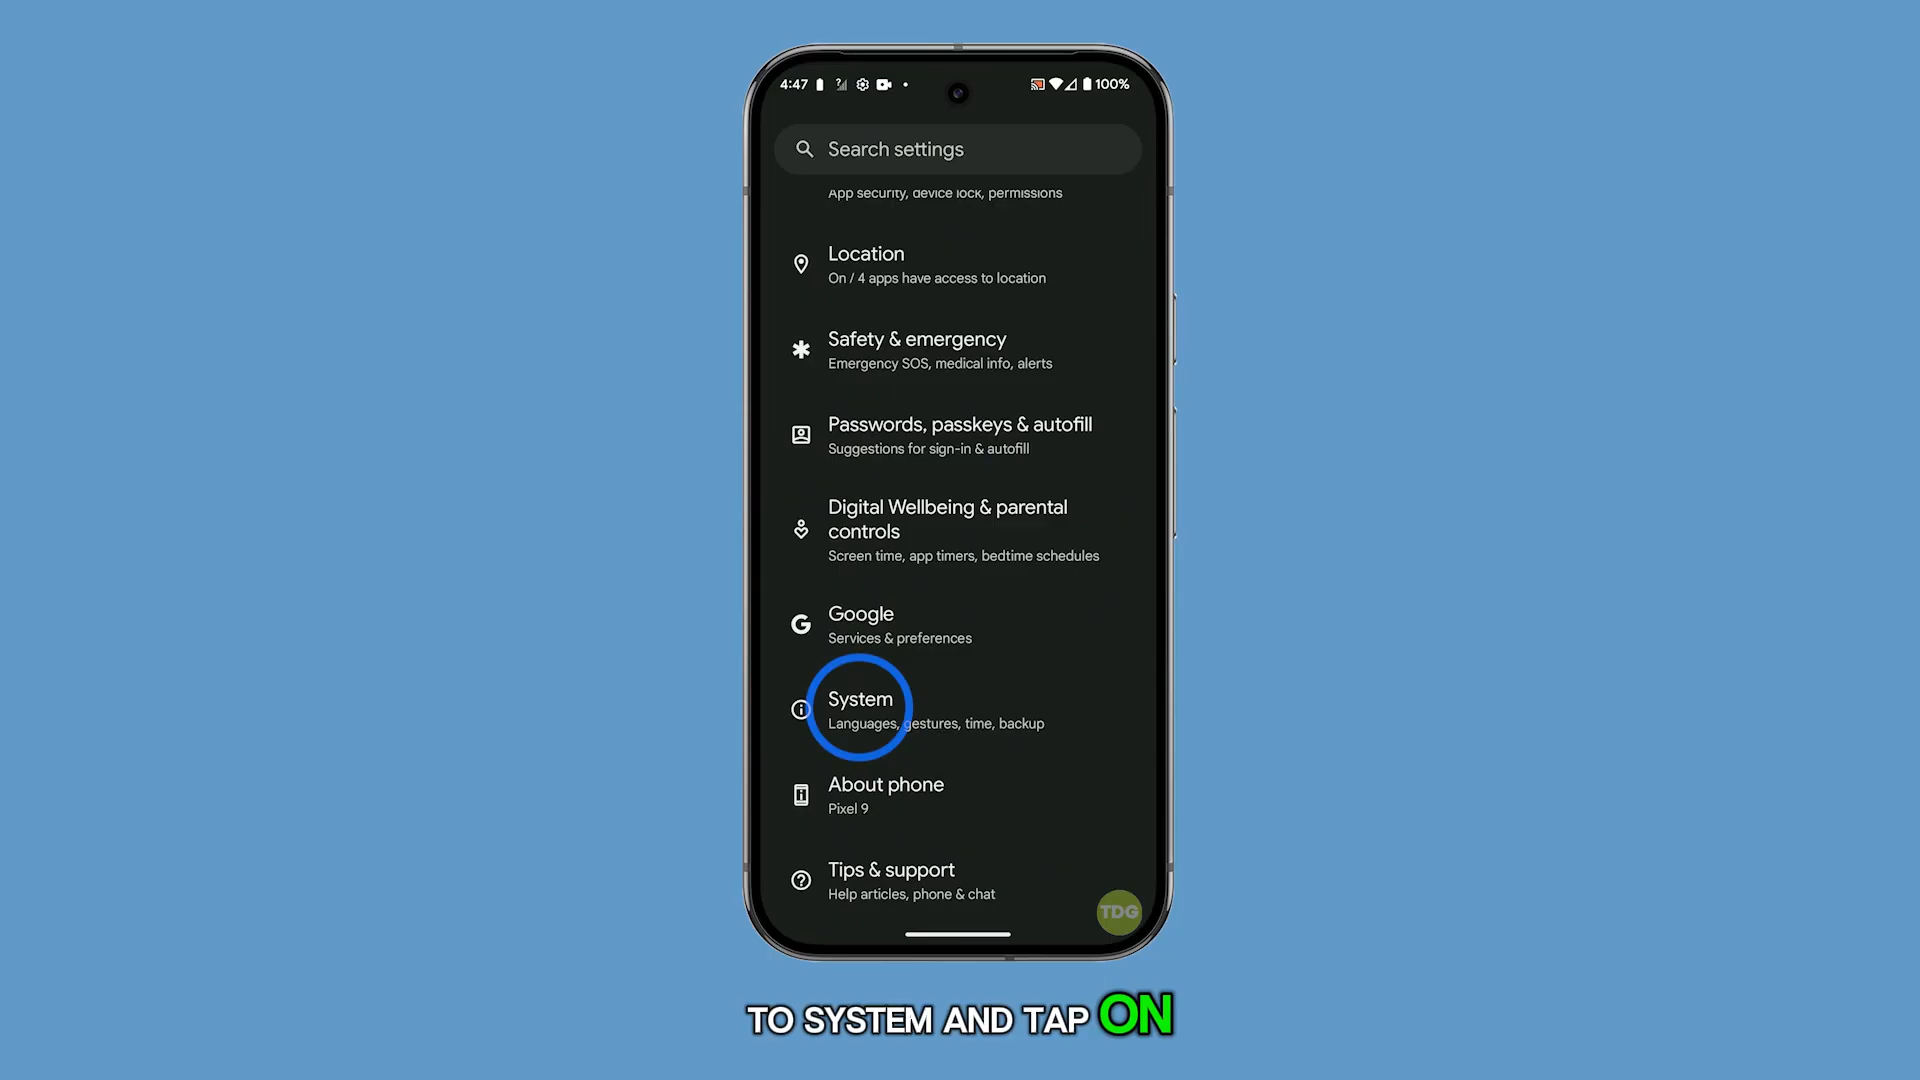 4:47
100%
Search settings
App security, device lock, permissions
Location
On / 4 apps have access to location
Safety & emergency
Emergency SOS, medical info, alerts
Passwords, passkeys & autofill
Suggestions for sign-in & autofill
Digital Wellbeing & parental
controls
Screen time, app timers, bedtime schedules
Google
Services & preferences
System
Languages, gestures, time, backup
About phone
Pixel 9
Tips & support
Help articles, phone & chat
TDG
TO SYSTEM AND TAP ON